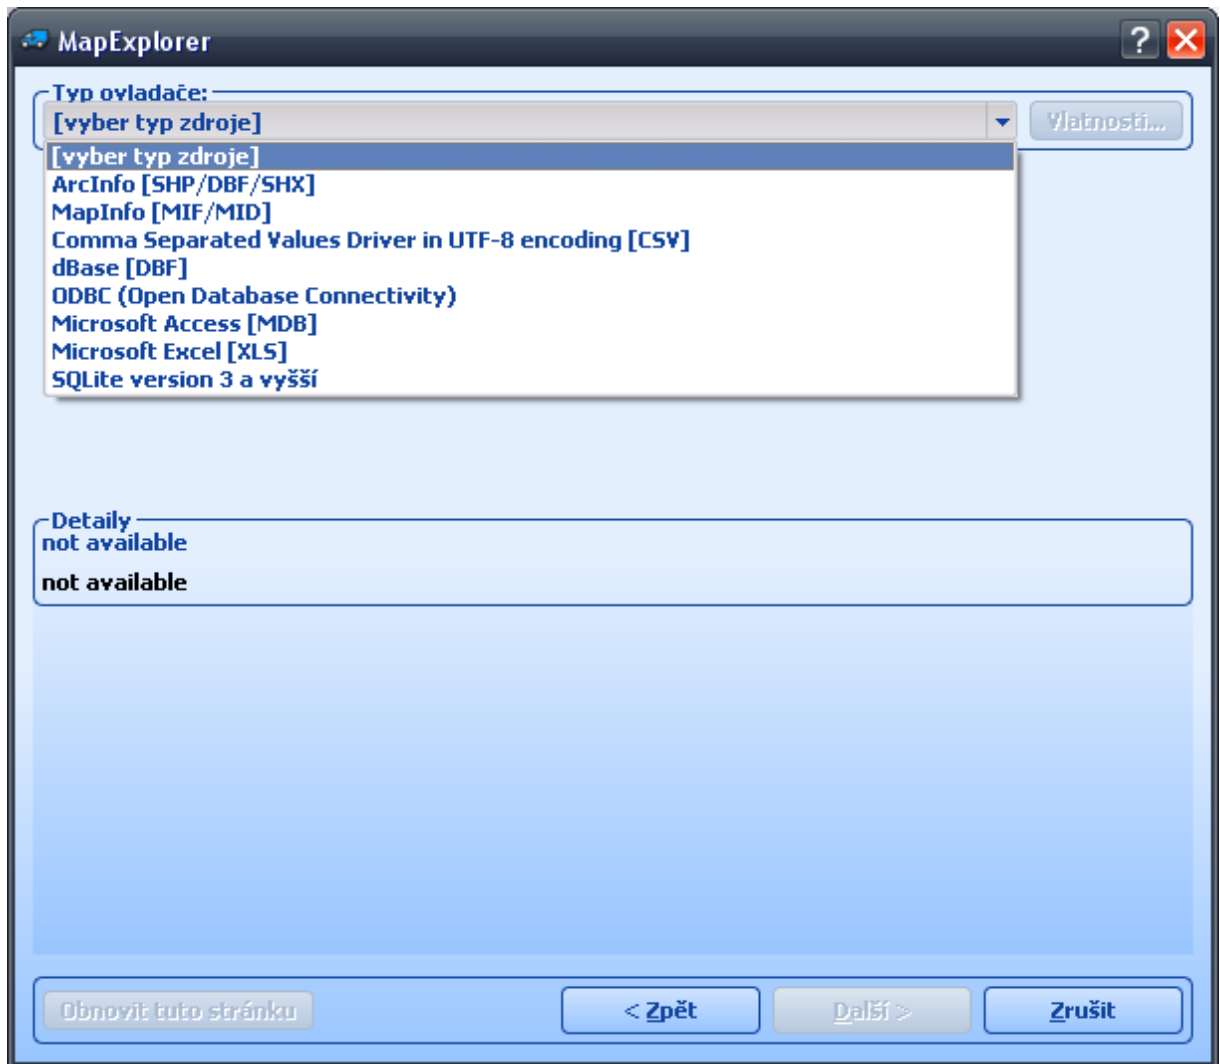 MapExplorer
Typ ovladače:
[vyber typ zdroje]
Vlatnosti...
[vyber typ zdroje]
ArcInfo [SHP/DBF/SHX]
MapInfo [MIF/MID]
Comma Separated Values Driver in UTF-8 encoding [CSV]
dBase [DBF]
ODBC (Open Database Connectivity)
Microsoft Access [MDB]
Microsoft Excel [XLS]
SQLite version 3 a vyšší
Detaily
not available
not available
Obnovit tuto stránku
< Zpět
Další >
Zrušit